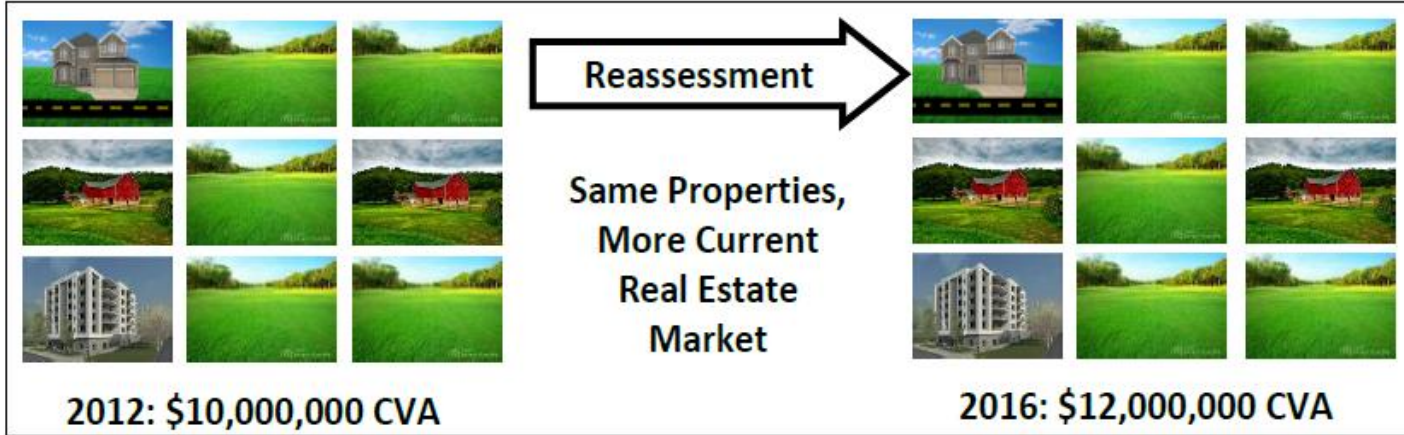 Reassessment
Same Properties,
More Current
Real Estate
Market
2012: $10,000,000 CVA
2016: $12,000,000 CVA